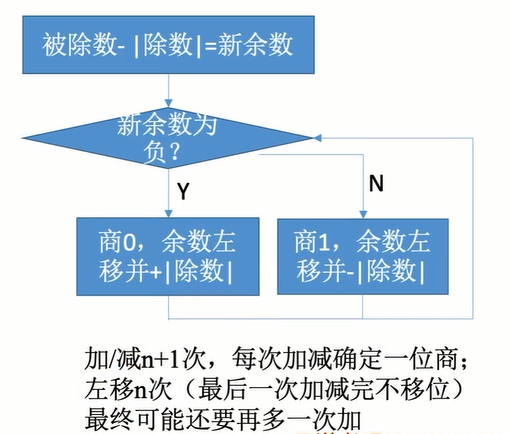 被除数- |除数|=新余数
新余数为
负？
Y
N
商0，余数左
移并+|除数|
商1，余数左
移并-|除数|
加/减n+1次，每次加减确定一位商；
左移n次（最后一次加减完不移位）
最终可能还要再多一次加